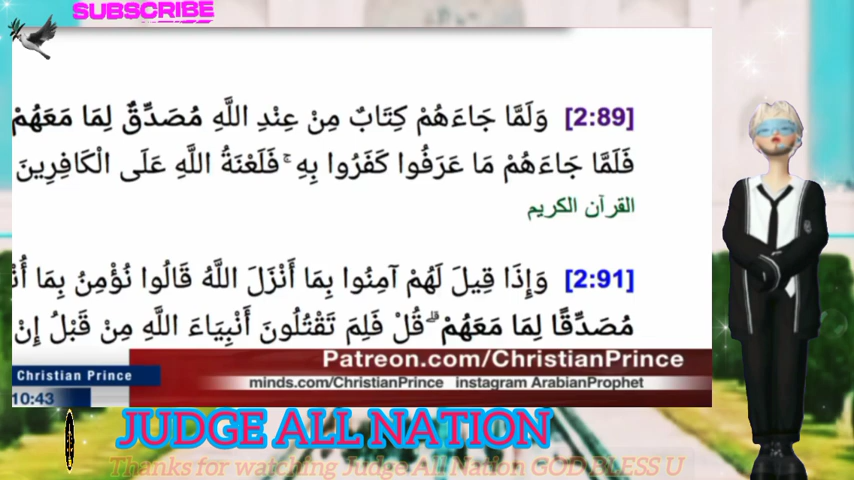 SUBSCRIBE
[2:89] وَلَمَّا جَاءَهُمْ كِتَابٌ مِنْ عِنْدِ اللَّهِ مُصَدِّقٌ لِمَا مَعَهُمْ
فَلَمَّا جَاءَهُمْ مَا عَرَفُوا كَفَرُوا بِهِ ۚ فَلَعْنَةُ اللَّهِ عَلَى الْكَافِرِينَ
القرآن الكريم
[2:91] وَإِذَا قِيلَ لَهُمْ آمِنُوا بِمَا أَنْزَلَ اللَّهُ قَالُوا نُؤْمِنُ بِمَا
مُصَدِّقًا لِمَا مَعَهُمْ ۗ قُلْ فَلِمَ تَقْتُلُونَ أَنْبِيَاءَ اللَّهِ مِنْ قَبْلُ إِنْ
Patreon.com/ChristianPrince
Christian Prince
minds.com/ChristianPrince instagram ArabianProphet
10:43
JUDGE ALL NATION
Thanks for watching Judge All Nation GOD BLESS U